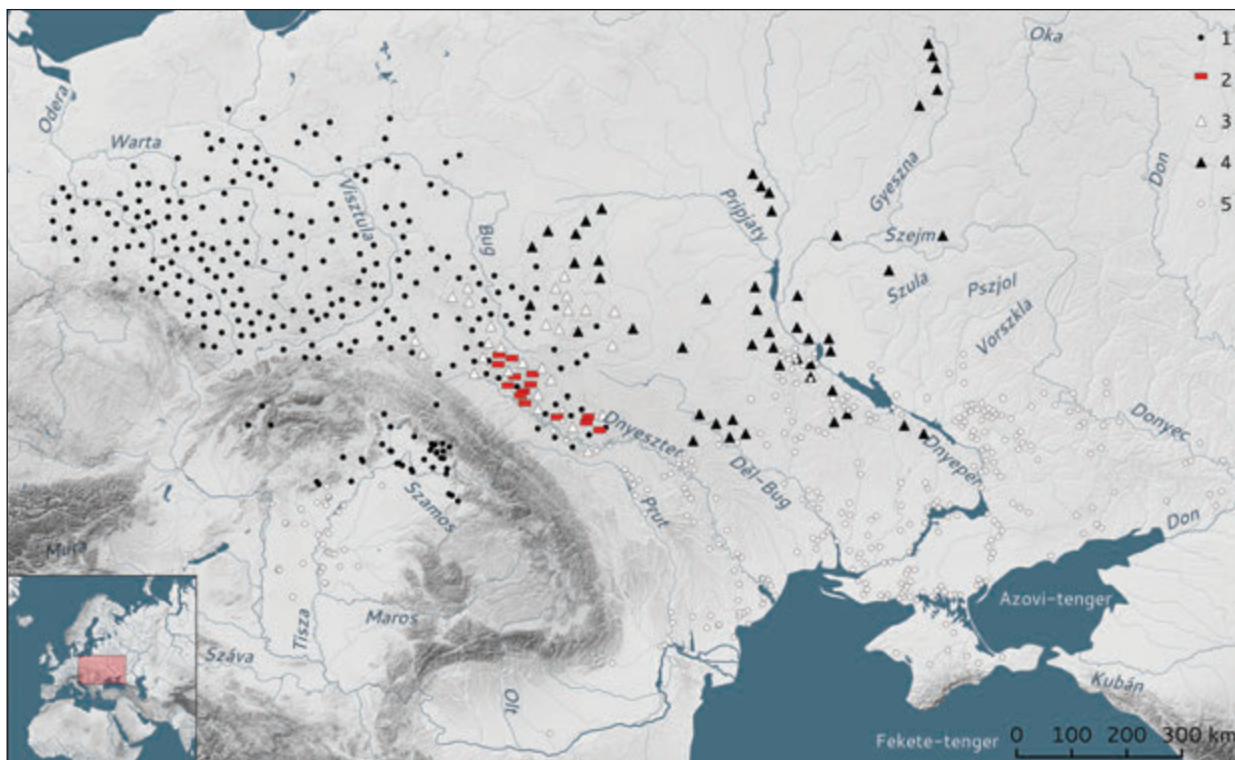 Oka
1
2
Odera
Warta
3
Don
4
Visztula
Gyeszna
Pripjaty
5
Bug
Szejm
Szula
Pszjol
Vorszkla
Dnyeszter
Donyec
Dél-Bug
Dnyeper
Szamos
Prut
Don
Mura
Azovi-tenger
Tisza
Maros
Száva
Kubán
Olt
Fekete-tenger
0 100 200 300 km